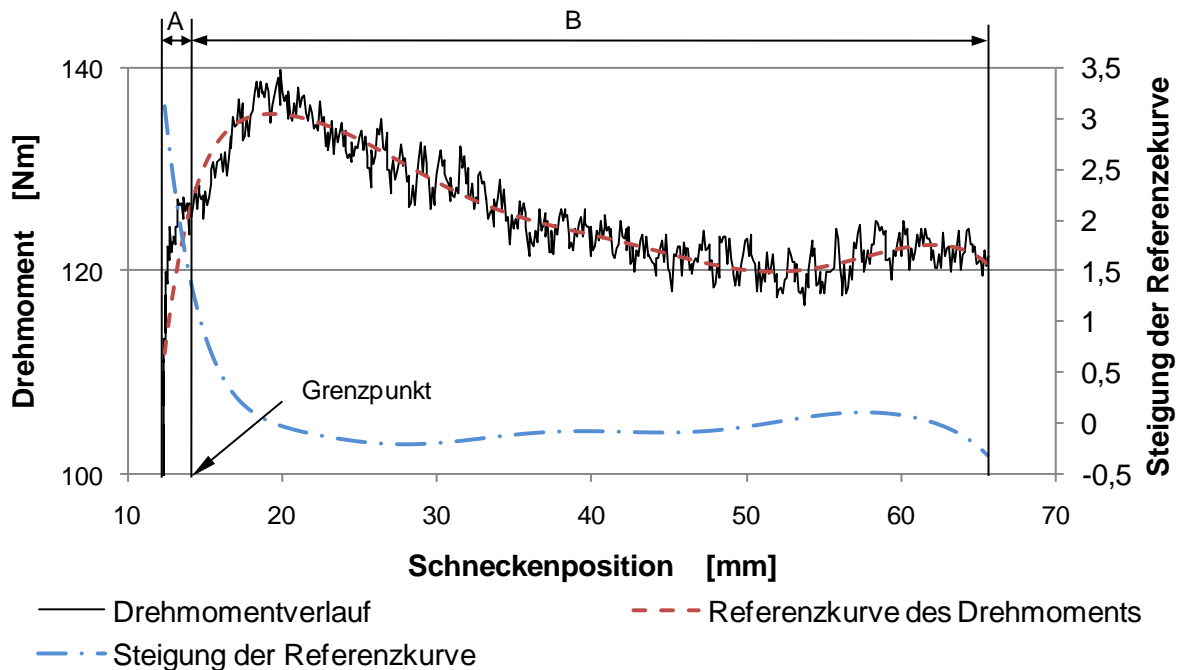 A
B
140
120
100
3,5
3
2,5
2
1,5
1
0,5
0
-0,5
Drehmoment [Nm]
Steigung der Referenzekurve
Grenzpunkt
10 20 30 40 50 60 70
Schneckenposition [mm]
Drehmomentverlauf
Referenzkurve des Drehmoments
Steigung der Referenzkurve